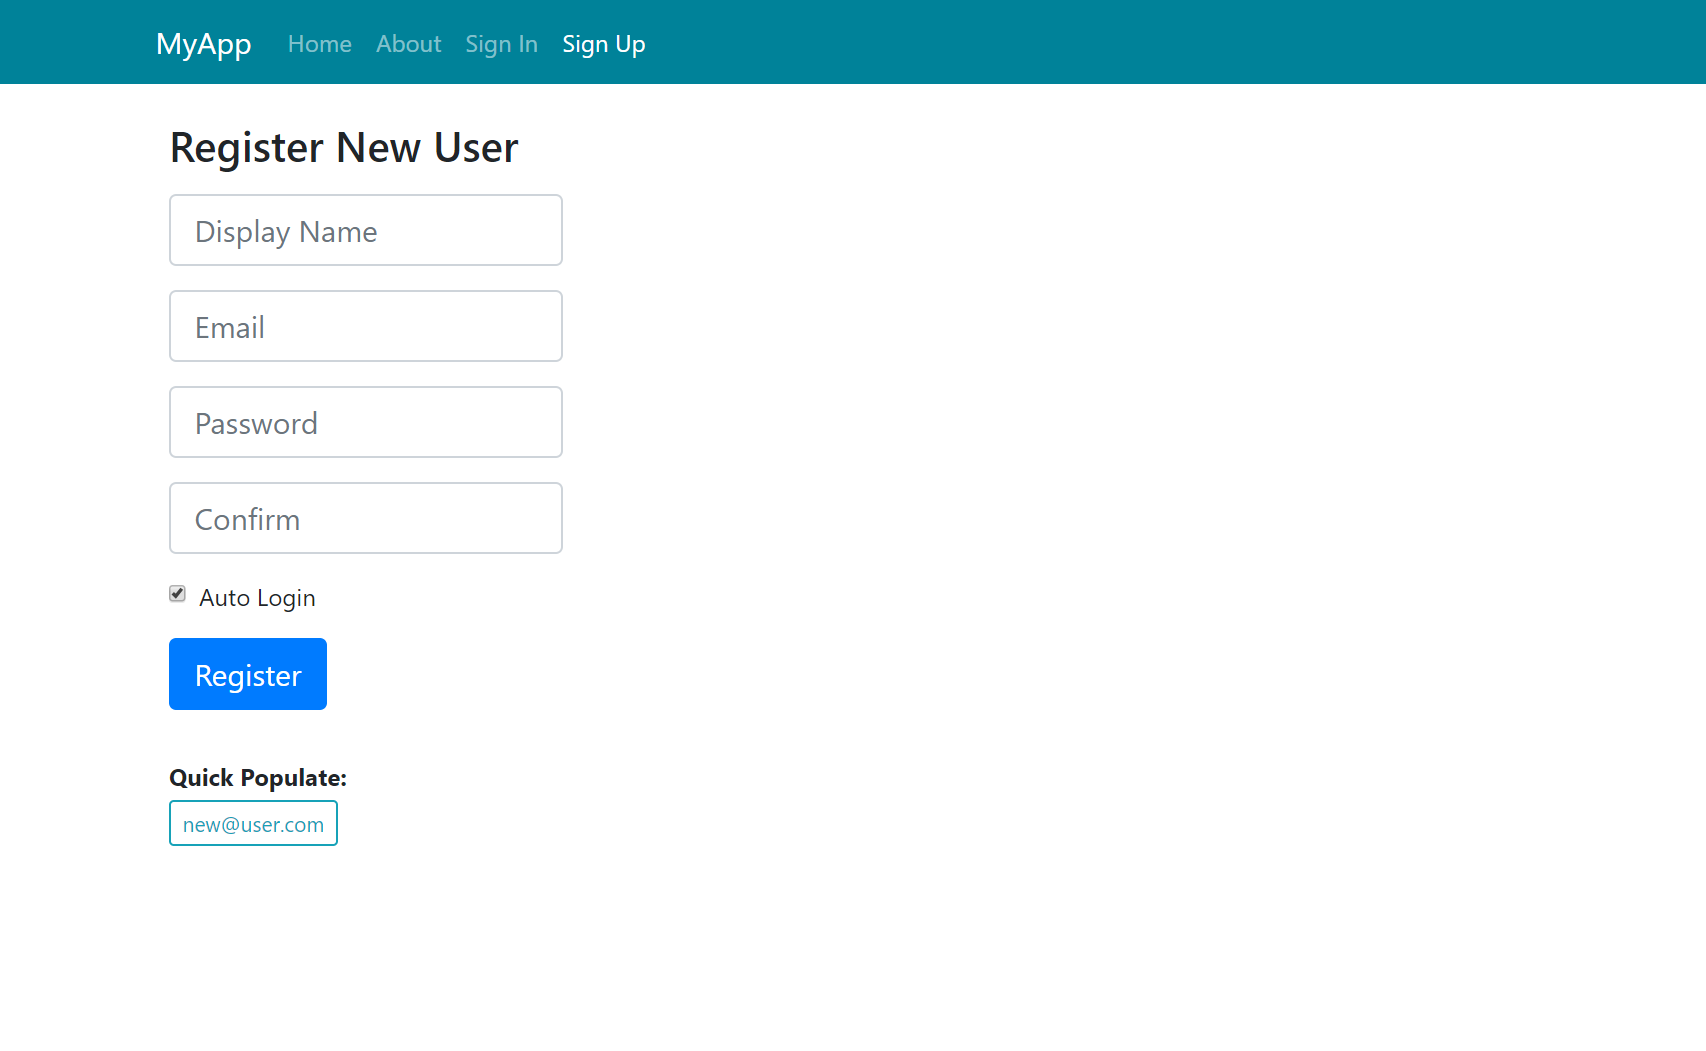 MyApp Home About Sign In Sign Up
Register New User
Display Name
Email
Password
Confirm
Auto Login
Register
Quick Populate:
new@user.com